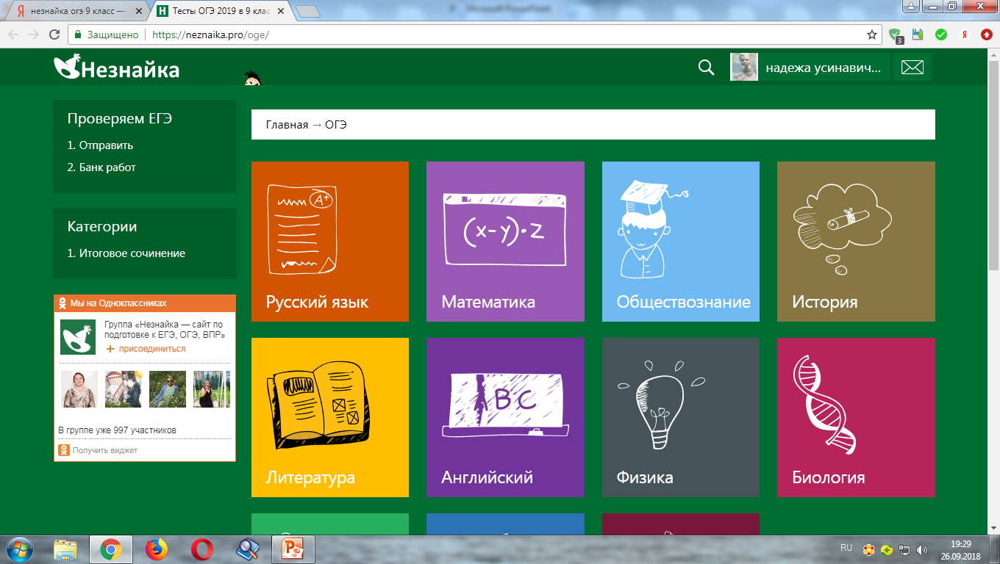 незнайка огэ 9 класс —
Тесты ОГЭ 2019 в 9 клас
Microsoft PowerPoint
Защищено
https://neznaika.pro/oge/
3
Незнайка
надежа усинавич...
Проверяем ЕГЭ
1. Отправить
2. Банк работ
Категории
1. Итоговое сочинение
Мы на Одноклассниках
Группа «Незнайка — сайт по
подготовке к ЕГЭ, ОГЭ, ВПР»
присоединиться
В группе уже 997 участников
Получить виджет
Главная → ОГЭ
A+
Русский язык
(x-y)·z
Математика
Обществознание
История
Литература
ABC
Английский
Физика
Биология
RU
19:29
26.09.2018